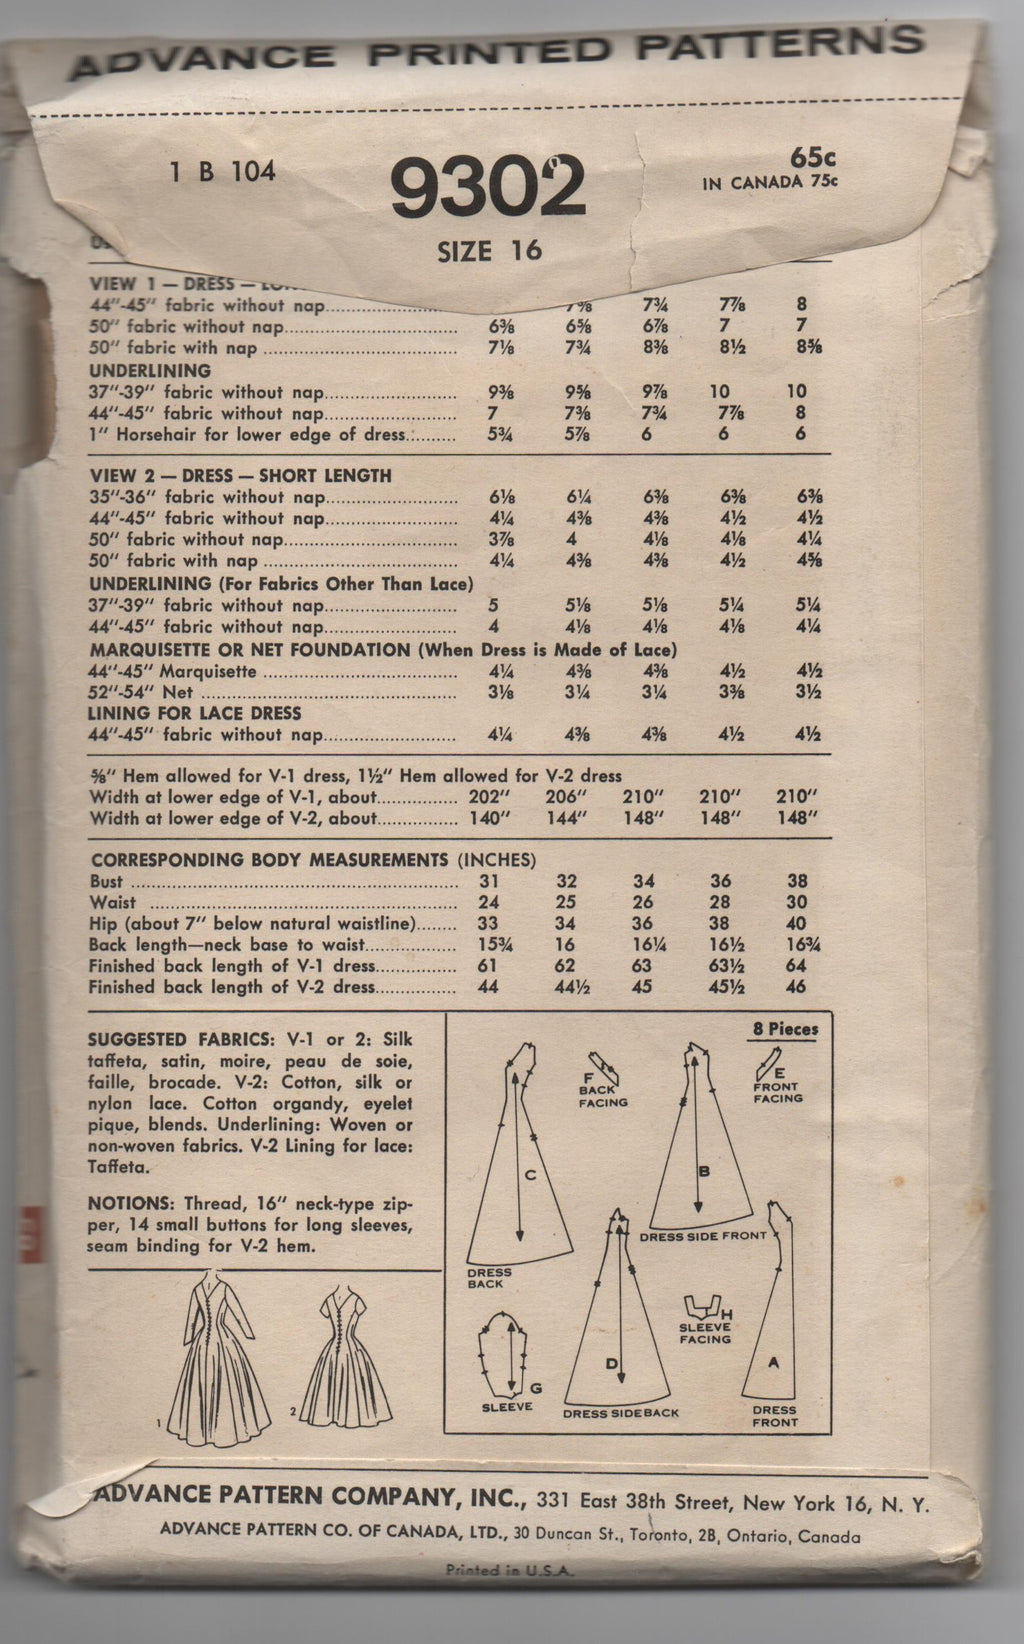 ADVANCE PRINTED PATTERNS
1 B 104
9302
65c
IN CANADA 75c
SIZE 16
VIEW 1 — DRESS —
44"-45" fabric without nap 7⅜ 7¾ 7⅞ 8
50" fabric without nap 6⅜ 6⅝ 6⅞ 7 7
50" fabric with nap 7⅛ 7¾ 8⅜ 8½ 8⅝
UNDERLINING
37"-39" fabric without nap 9⅜ 9⅝ 9⅞ 10 10
44"-45" fabric without nap 7 7⅜ 7¾ 7⅞ 8
1" Horsehair for lower edge of dress 5¾ 5⅞ 6 6 6
VIEW 2 — DRESS — SHORT LENGTH
35"-36" fabric without nap 6⅛ 6¼ 6⅜ 6⅜ 6⅜
44"-45" fabric without nap 4¼ 4⅜ 4⅜ 4½ 4½
50" fabric without nap 3⅞ 4 4⅛ 4⅛ 4¼
50" fabric with nap 4¼ 4⅜ 4⅜ 4½ 4⅝
UNDERLINING (For Fabrics Other Than Lace)
37"-39" fabric without nap 5 5⅛ 5⅛ 5¼ 5¼
44"-45" fabric without nap 4 4⅛ 4⅛ 4⅛ 4¼
MARQUISETTE OR NET FOUNDATION (When Dress is Made of Lace)
44"-45" Marquisette 4¼ 4⅜ 4⅜ 4½ 4½
52"-54" Net 3⅛ 3¼ 3¼ 3⅜ 3½
LINING FOR LACE DRESS
44"-45" fabric without nap 4¼ 4⅜ 4⅜ 4½ 4½
⅝" Hem allowed for V-1 dress, 1½" Hem allowed for V-2 dress
Width at lower edge of V-1, about 202" 206" 210" 210" 210"
Width at lower edge of V-2, about 140" 144" 148" 148" 148"
CORRESPONDING BODY MEASUREMENTS (INCHES)
Bust 31 32 34 36 38
Waist 24 25 26 28 30
Hip (about 7" below natural waistline) 33 34 36 38 40
Back length—neck base to waist 15¾ 16 16¼ 16½ 16¾
Finished back length of V-1 dress 61 62 63 63½ 64
Finished back length of V-2 dress 44 44½ 45 45½ 46
SUGGESTED FABRICS: V-1 or 2: Silk
taffeta, satin, moire, peau de soie,
faille, brocade. V-2: Cotton, silk or
nylon lace. Cotton organdy, eyelet
pique, blends. Underlining: Woven or
non-woven fabrics. V-2 Lining for lace:
Taffeta.
NOTIONS: Thread, 16" neck-type zip-
per, 14 small buttons for long sleeves,
seam binding for V-2 hem.
1
2
8 Pieces
C
DRESS
BACK
F
BACK
FACING
B
DRESS SIDE FRONT
E
FRONT
FACING
G
SLEEVE
D
DRESS SIDE BACK
H
SLEEVE
FACING
A
DRESS
FRONT
ADVANCE PATTERN COMPANY, INC., 331 East 38th Street, New York 16, N. Y.
ADVANCE PATTERN CO. OF CANADA, LTD., 30 Duncan St., Toronto, 2B, Ontario, Canada
Printed in U.S.A.